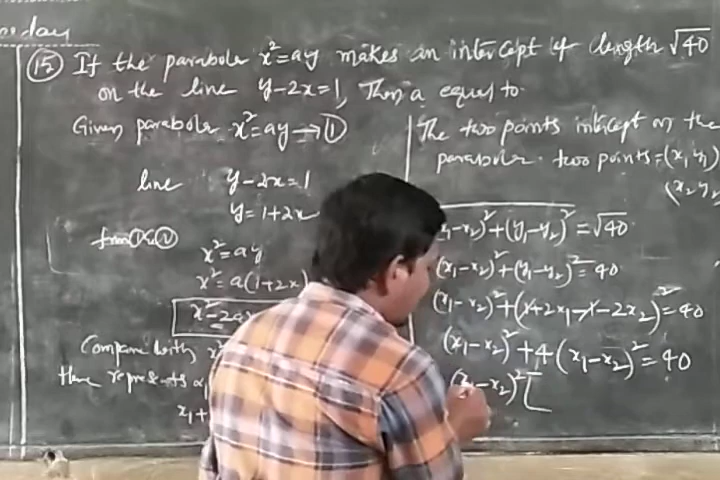 (15) If the parabola x²=ay makes an intercept of length √40
on the line y-2x=1, Then a equal to
Given parabola x²=ay→①
line y-2x=1
y=1+2x
from ① & ②
x²=ay
x²=a(1+2x)
x²-2a
Compare with
x₁+
The two points intercept on the
parabola. two points=(x₁ y₁)
(x₂ y₂
x₁-x₂)²+(y₁-y₂)²=√40
(x₁-x₂)²+(y₁-y₂)²=40
(x₁-x₂)²+(1+2x₁-1-2x₂)²=40
(x₁-x₂)²+4(x₁-x₂)²=40
(x₁-x₂)²[